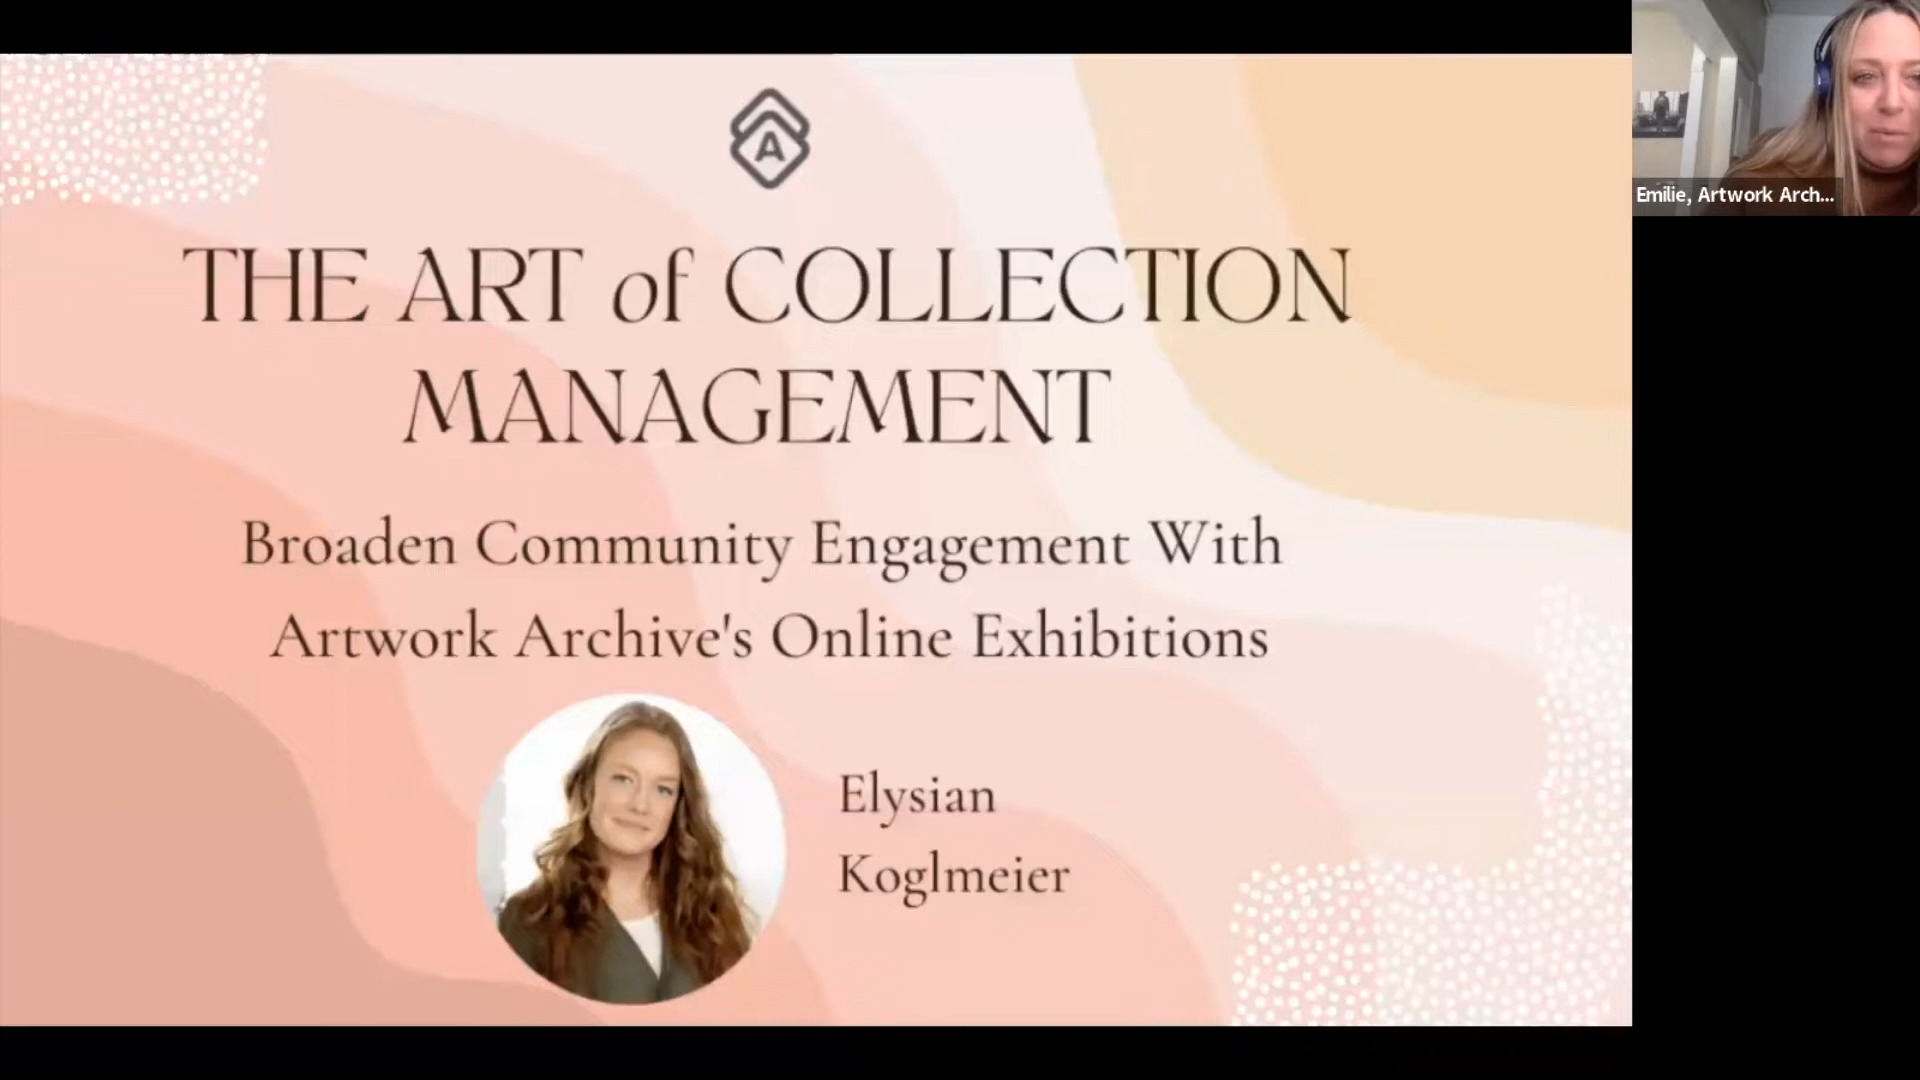 A
THE ART of COLLECTION
MANAGEMENT
Broaden Community Engagement With
Artwork Archive's Online Exhibitions
Elysian
Koglmeier
Emilie, Artwork Arch...